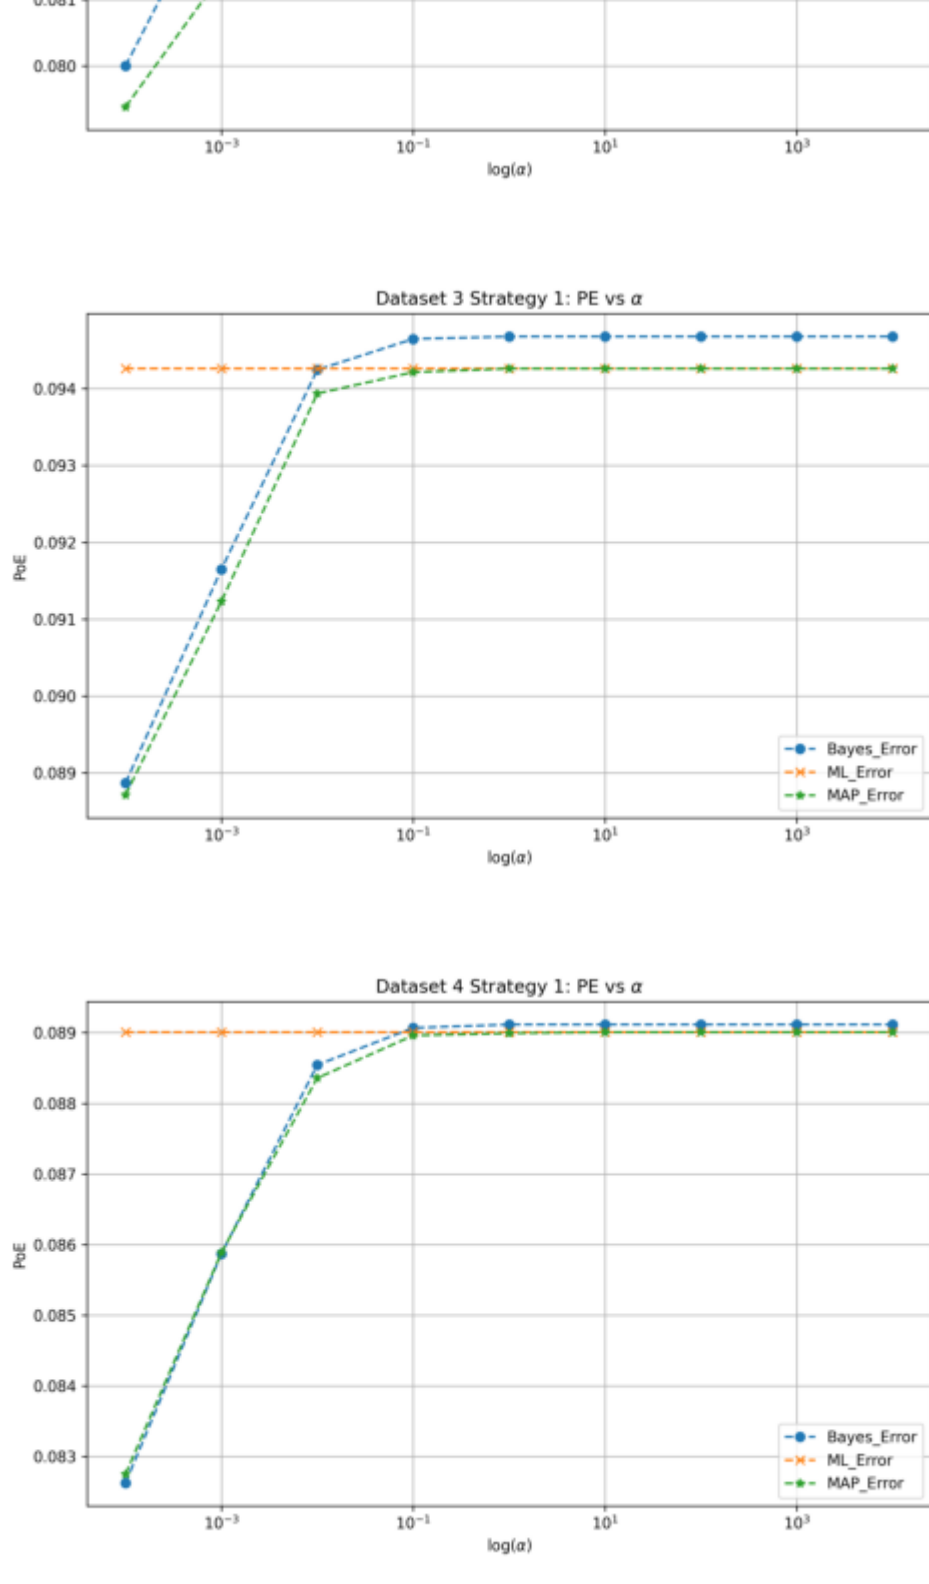 0.081
0.080
10⁻³ 10⁻¹ 10¹ 10³
log(α)
Dataset 3 Strategy 1: PE vs α
0.094
0.093
0.092
0.091
0.090
0.089
PoE
Bayes_Error
ML_Error
MAP_Error
10⁻³ 10⁻¹ 10¹ 10³
log(α)
Dataset 4 Strategy 1: PE vs α
0.089
0.088
0.087
0.086
0.085
0.084
0.083
PoE
Bayes_Error
ML_Error
MAP_Error
10⁻³ 10⁻¹ 10¹ 10³
log(α)